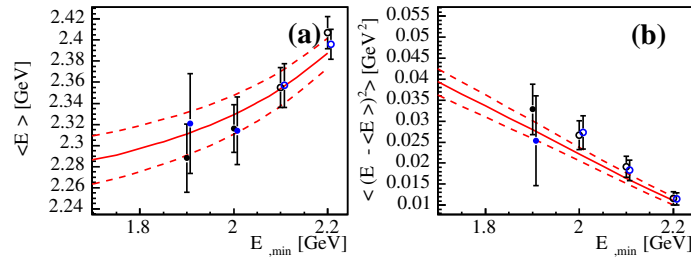 (a)
<E > [GeV]
2.42
2.4
2.38
2.36
2.34
2.32
2.3
2.28
2.26
2.24
1.8 2 2.2
E ,min [GeV]
(b)
< (E - <E >)²> [GeV²]
0.055
0.05
0.045
0.04
0.035
0.03
0.025
0.02
0.015
0.01
1.8 2 2.2
E ,min [GeV]